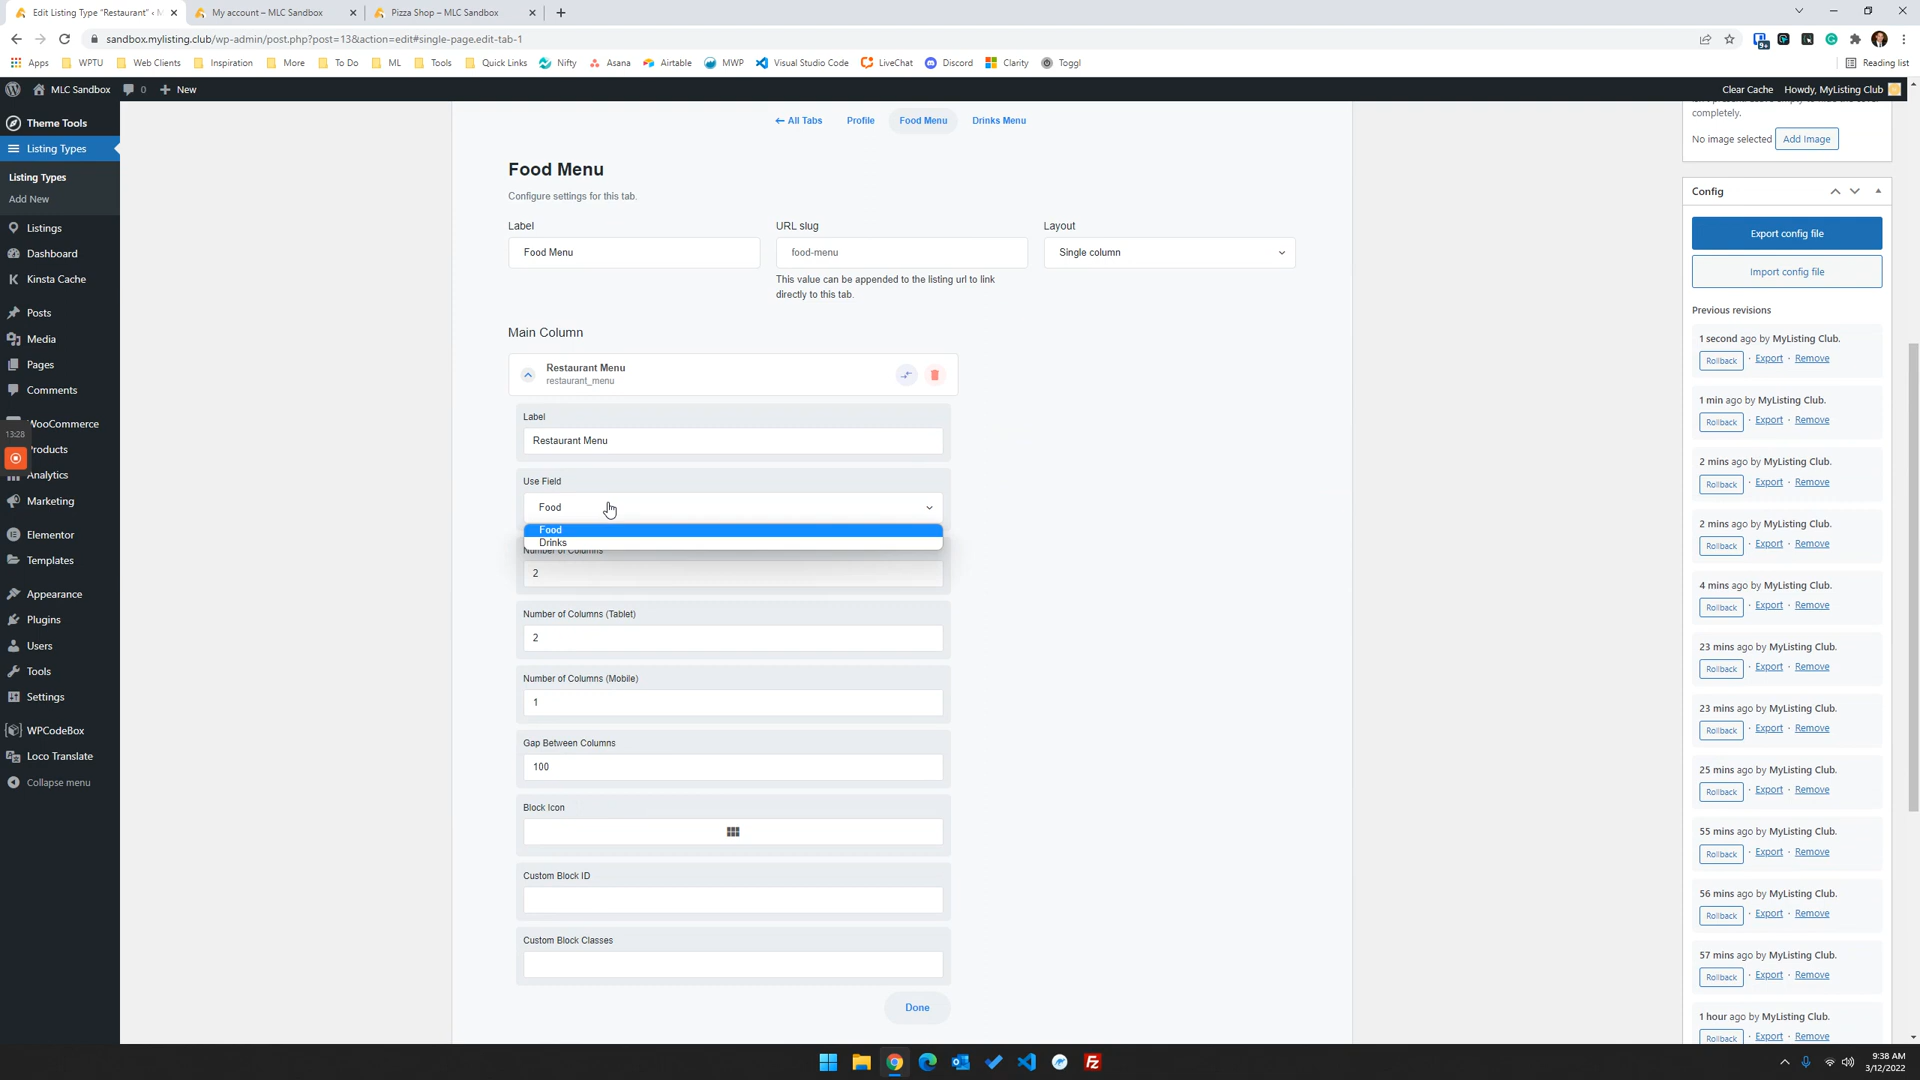 Edit Listing Type "Restaurant" ‹ M
My account – MLC Sandbox
Pizza Shop – MLC Sandbox
sandbox.mylisting.club/wp-admin/post.php?post=13&action=edit#single-page.edit-tab-1
Apps
WPTU
Web Clients
Inspiration
More
To Do
ML
Tools
Quick Links
Nifty
Asana
Airtable
MWP
Visual Studio Code
LiveChat
Discord
Clarity
Toggl
Reading list
MLC Sandbox
0
New
Clear Cache
Howdy, MyListing Club
Theme Tools
Listing Types
Listing Types
Add New
Listings
Dashboard
Kinsta Cache
Posts
Media
Pages
Comments
WooCommerce
13:28
Products
Analytics
Marketing
Elementor
Templates
Appearance
Plugins
Users
Tools
Settings
WPCodeBox
Loco Translate
Collapse menu
← All Tabs
Profile
Food Menu
Drinks Menu
Food Menu
Configure settings for this tab.
Label
URL slug
Layout
Food Menu
food-menu
Single column
This value can be appended to the listing url to link
directly to this tab.
Main Column
Restaurant Menu
restaurant_menu
Label
Restaurant Menu
Use Field
Food
Food
Drinks
Number of Columns
2
Number of Columns (Tablet)
2
Number of Columns (Mobile)
1
Gap Between Columns
100
Block Icon
Custom Block ID
Custom Block Classes
Done
completely.
No image selected
Add Image
Config
Export config file
Import config file
Previous revisions
1 second ago by MyListing Club.
Rollback · Export · Remove
1 min ago by MyListing Club.
Rollback · Export · Remove
2 mins ago by MyListing Club.
Rollback · Export · Remove
2 mins ago by MyListing Club.
Rollback · Export · Remove
4 mins ago by MyListing Club.
Rollback · Export · Remove
23 mins ago by MyListing Club.
Rollback · Export · Remove
23 mins ago by MyListing Club.
Rollback · Export · Remove
25 mins ago by MyListing Club.
Rollback · Export · Remove
55 mins ago by MyListing Club.
Rollback · Export · Remove
56 mins ago by MyListing Club.
Rollback · Export · Remove
57 mins ago by MyListing Club.
Rollback · Export · Remove
1 hour ago by MyListing Club.
Rollback · Export · Remove
9:38 AM
3/12/2022